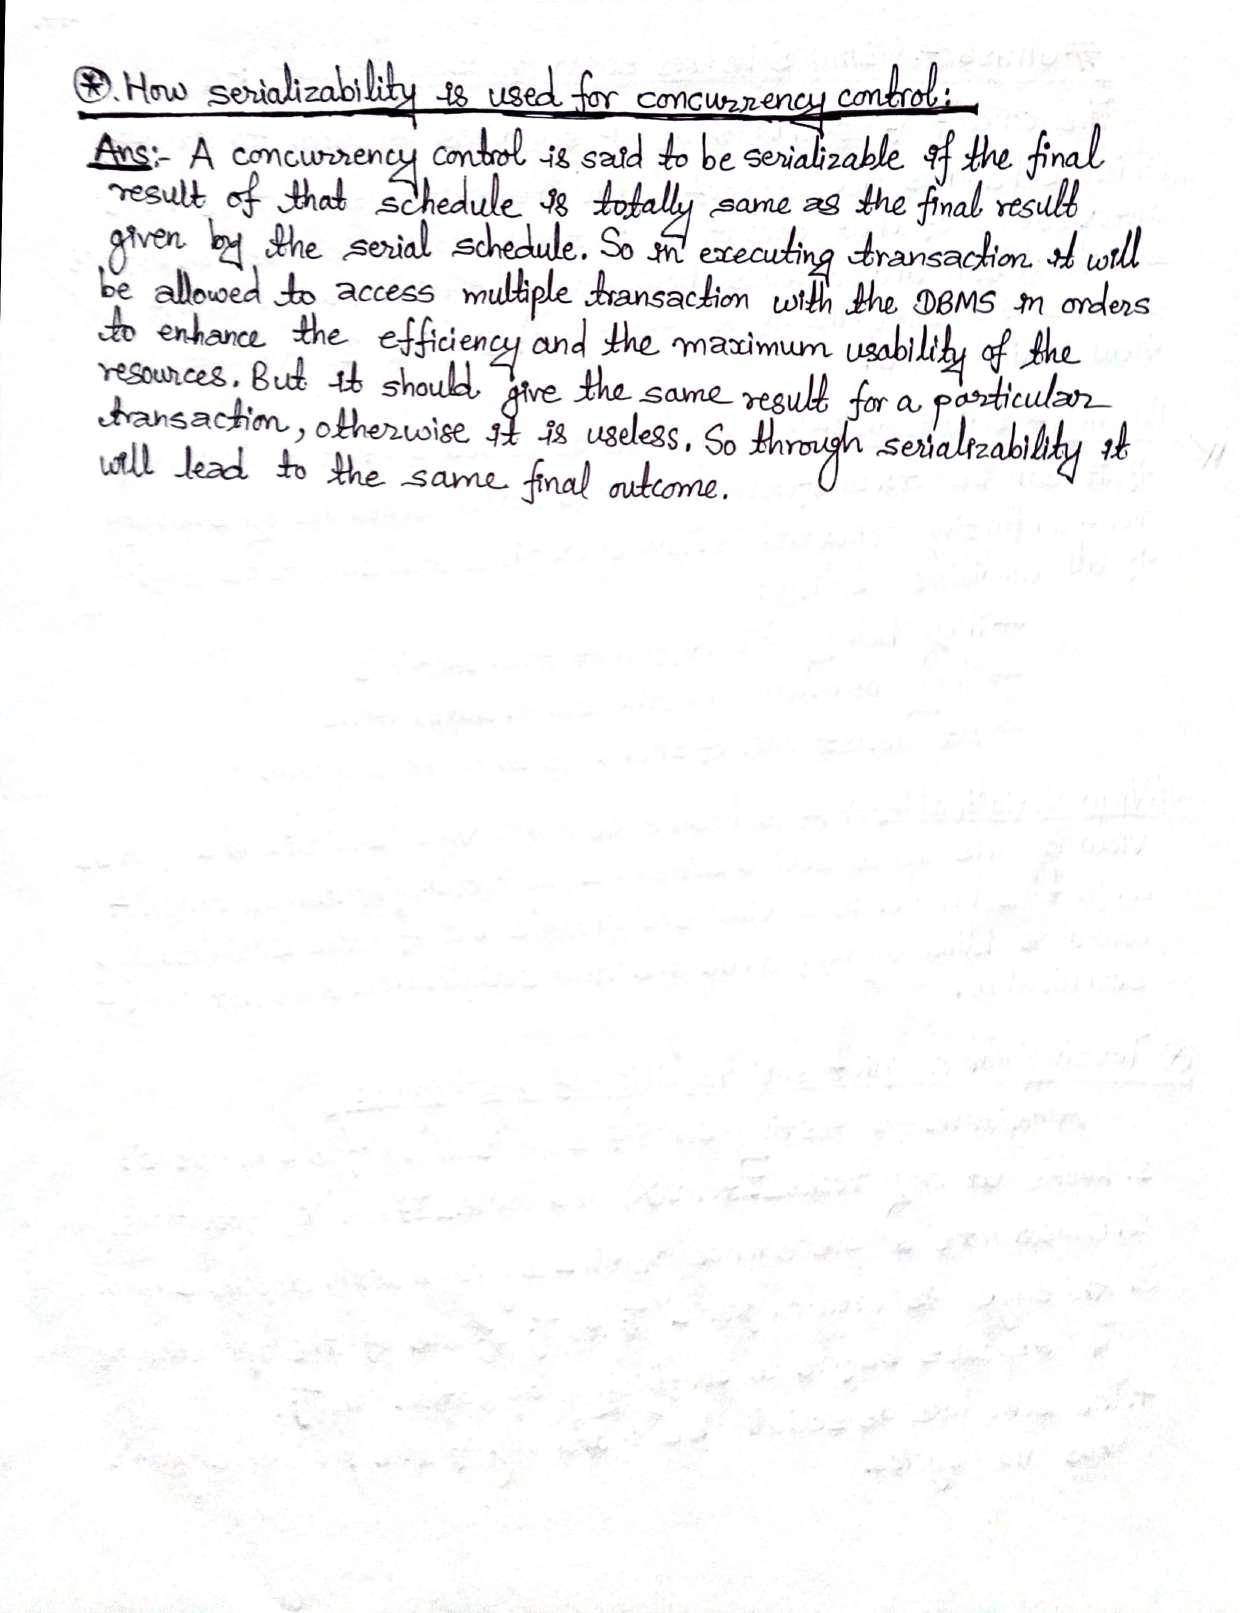 ⊛. How serializability is used for concurrency control:
Ans:- A concurrency control is said to be serializable if the final
result of that schedule is totally same as the final result
given by the serial schedule. So in executing transaction it will
be allowed to access multiple transaction with the DBMS in orders
to enhance the efficiency and the maximum usability of the
resources. But it should give the same result for a particular
transaction, otherwise it is useless. So through serializability it
will lead to the same final outcome.